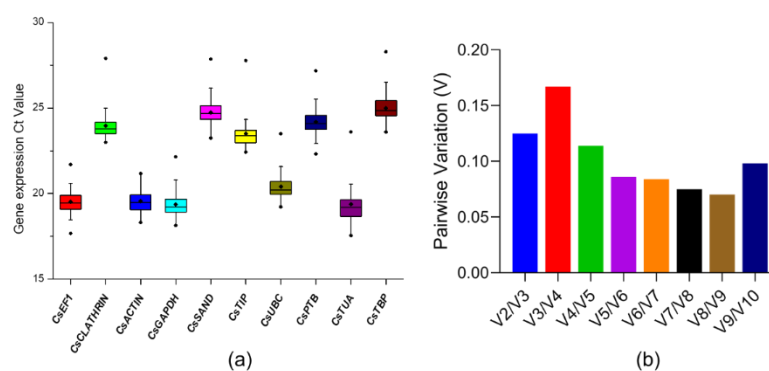 Gene expression Ct Value
30
25
20
15
CsEF1
CsCLATHRIN
CsACTIN
CsGAPDH
CsSAND
CsTIP
CsUBC
CsPTB
CsTUA
CsTBP
(a)
Pairwise Variation (V)
0.20
0.15
0.10
0.05
0.00
V2/V3
V3/V4
V4/V5
V5/V6
V6/V7
V7/V8
V8/V9
V9/V10
(b)